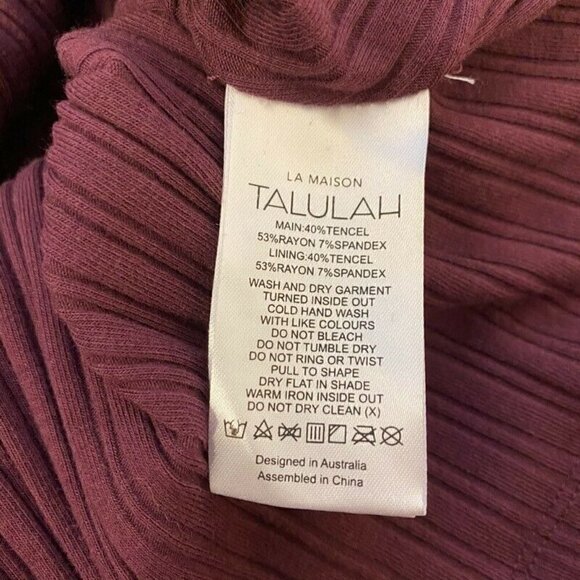 LA MAISON
TALULAH
MAIN:40%TENCEL
53%RAYON 7%SPANDEX
LINING:40%TENCEL
53%RAYON 7%SPANDEX
WASH AND DRY GARMENT
TURNED INSIDE OUT
COLD HAND WASH
WITH LIKE COLOURS
DO NOT BLEACH
DO NOT TUMBLE DRY
DO NOT RING OR TWIST
PULL TO SHAPE
DRY FLAT IN SHADE
WARM IRON INSIDE OUT
DO NOT DRY CLEAN (X)
Designed in Australia
Assembled in China